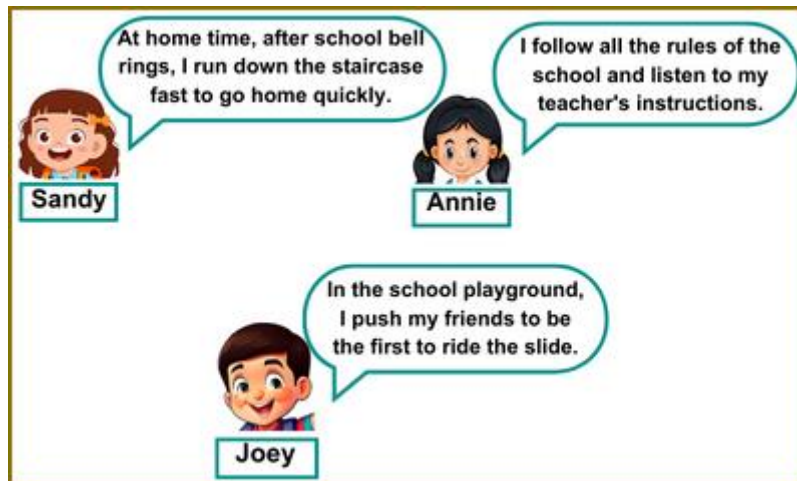 At home time, after school bell
rings, I run down the staircase
fast to go home quickly.
Sandy
I follow all the rules of the
school and listen to my
teacher's instructions.
Annie
In the school playground,
I push my friends to be
the first to ride the slide.
Joey